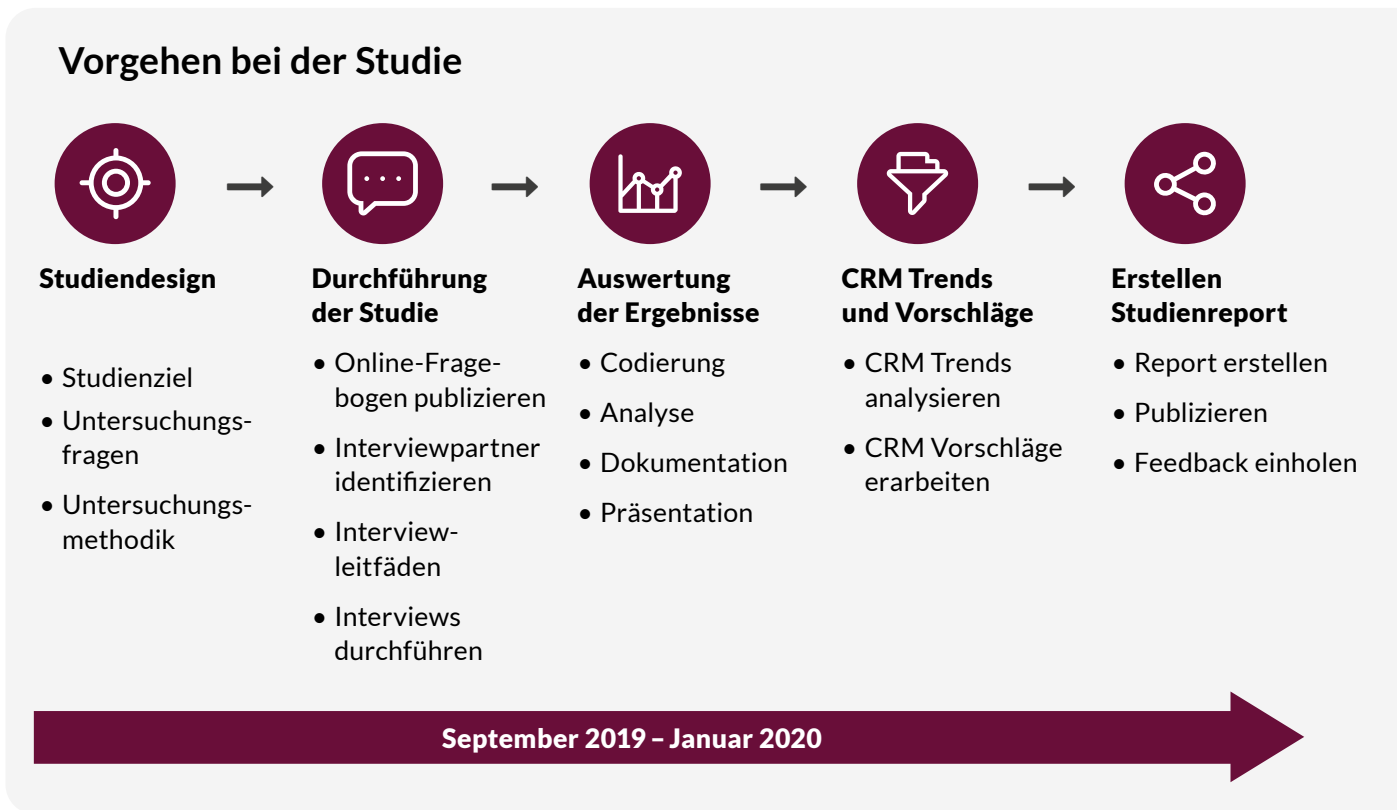 Vorgehen bei der Studie
Studiendesign
• Studienziel
• Untersuchungs-
fragen
• Untersuchungs-
methodik
Durchführung
der Studie
• Online-Frage-
bogen publizieren
• Interviewpartner
identifizieren
• Interview-
leitfäden
• Interviews
durchführen
Auswertung
der Ergebnisse
• Codierung
• Analyse
• Dokumentation
• Präsentation
CRM Trends
und Vorschläge
• CRM Trends
analysieren
• CRM Vorschläge
erarbeiten
Erstellen
Studienreport
• Report erstellen
• Publizieren
• Feedback einholen
September 2019 – Januar 2020